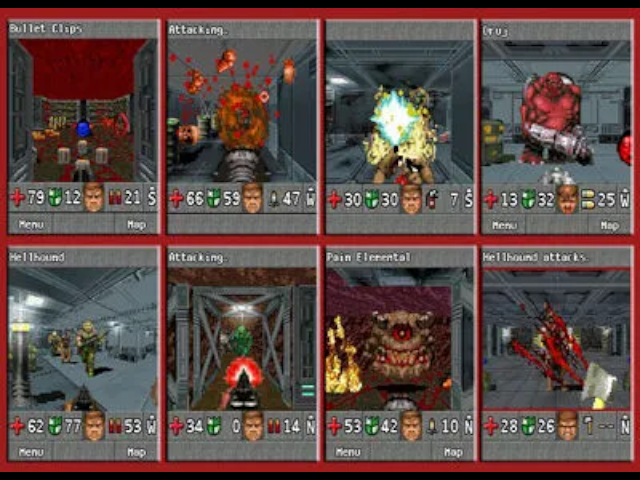 Bullet Clips
79 12 21 S
Menu Map
Attacking.
66 59 47 W
30 30 7 S
13 32 25 W
Menu Map
Hellhound
62 77 53 W
Menu Map
Attacking.
34 0 14 N
Pain Elemental
53 42 10 N
Menu Map
Hellhound attacks.
28 26 -- N